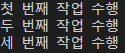 첫 번째 작업 수행
두 번째 작업 수행
세 번째 작업 수행